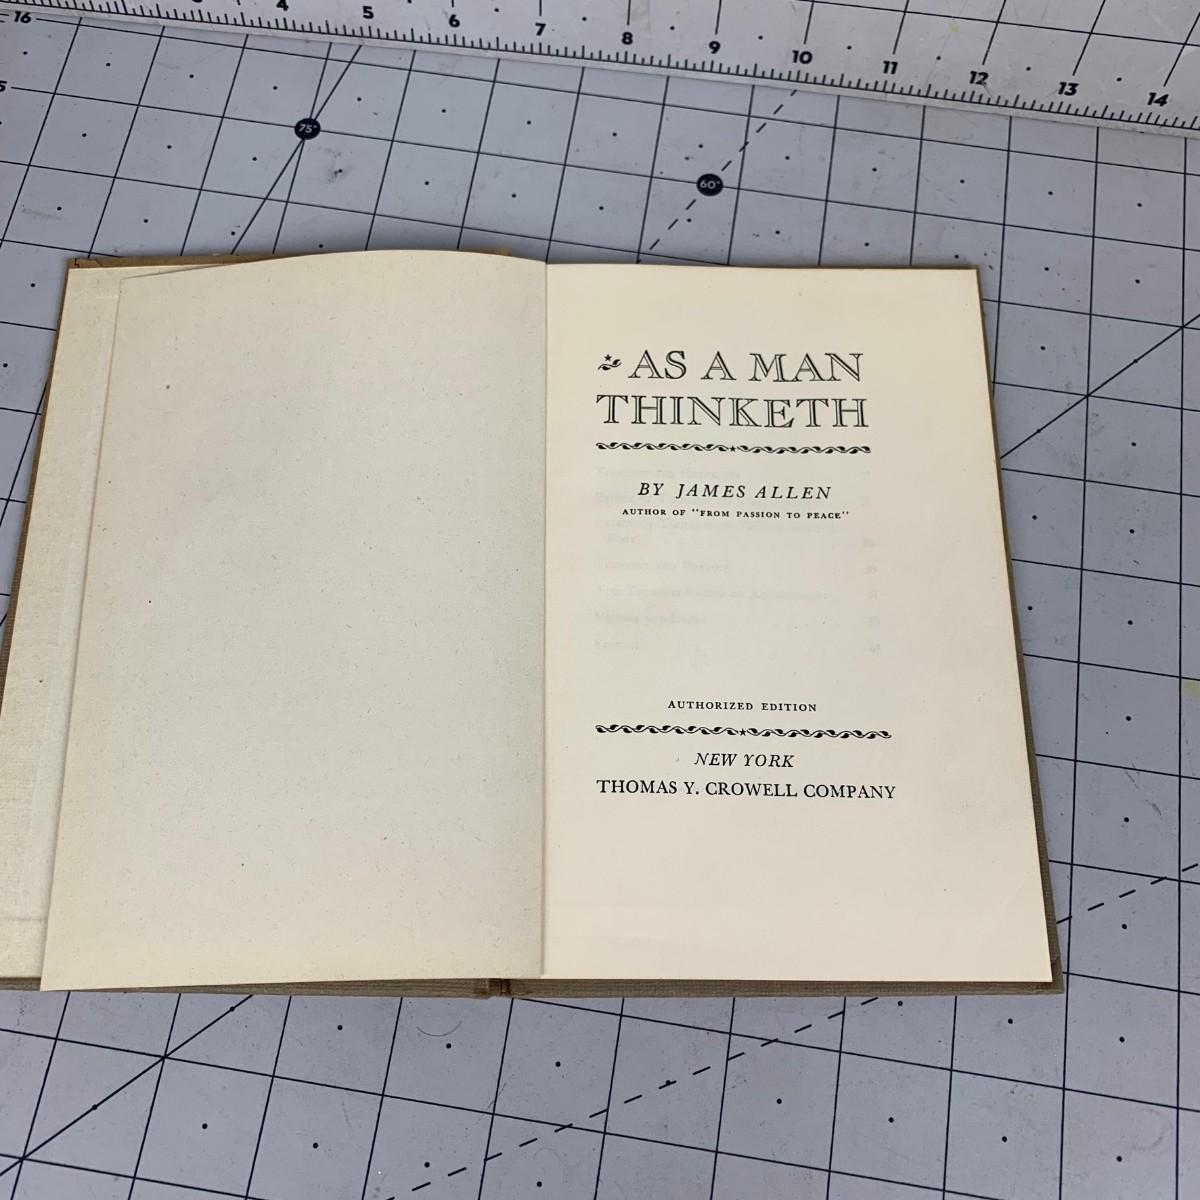 16
4 5 6 7 8 9 10 11 12 13 14
75°
60°
AS A MAN
THINKETH
BY JAMES ALLEN
AUTHOR OF "FROM PASSION TO PEACE"
AUTHORIZED EDITION
NEW YORK
THOMAS Y. CROWELL COMPANY